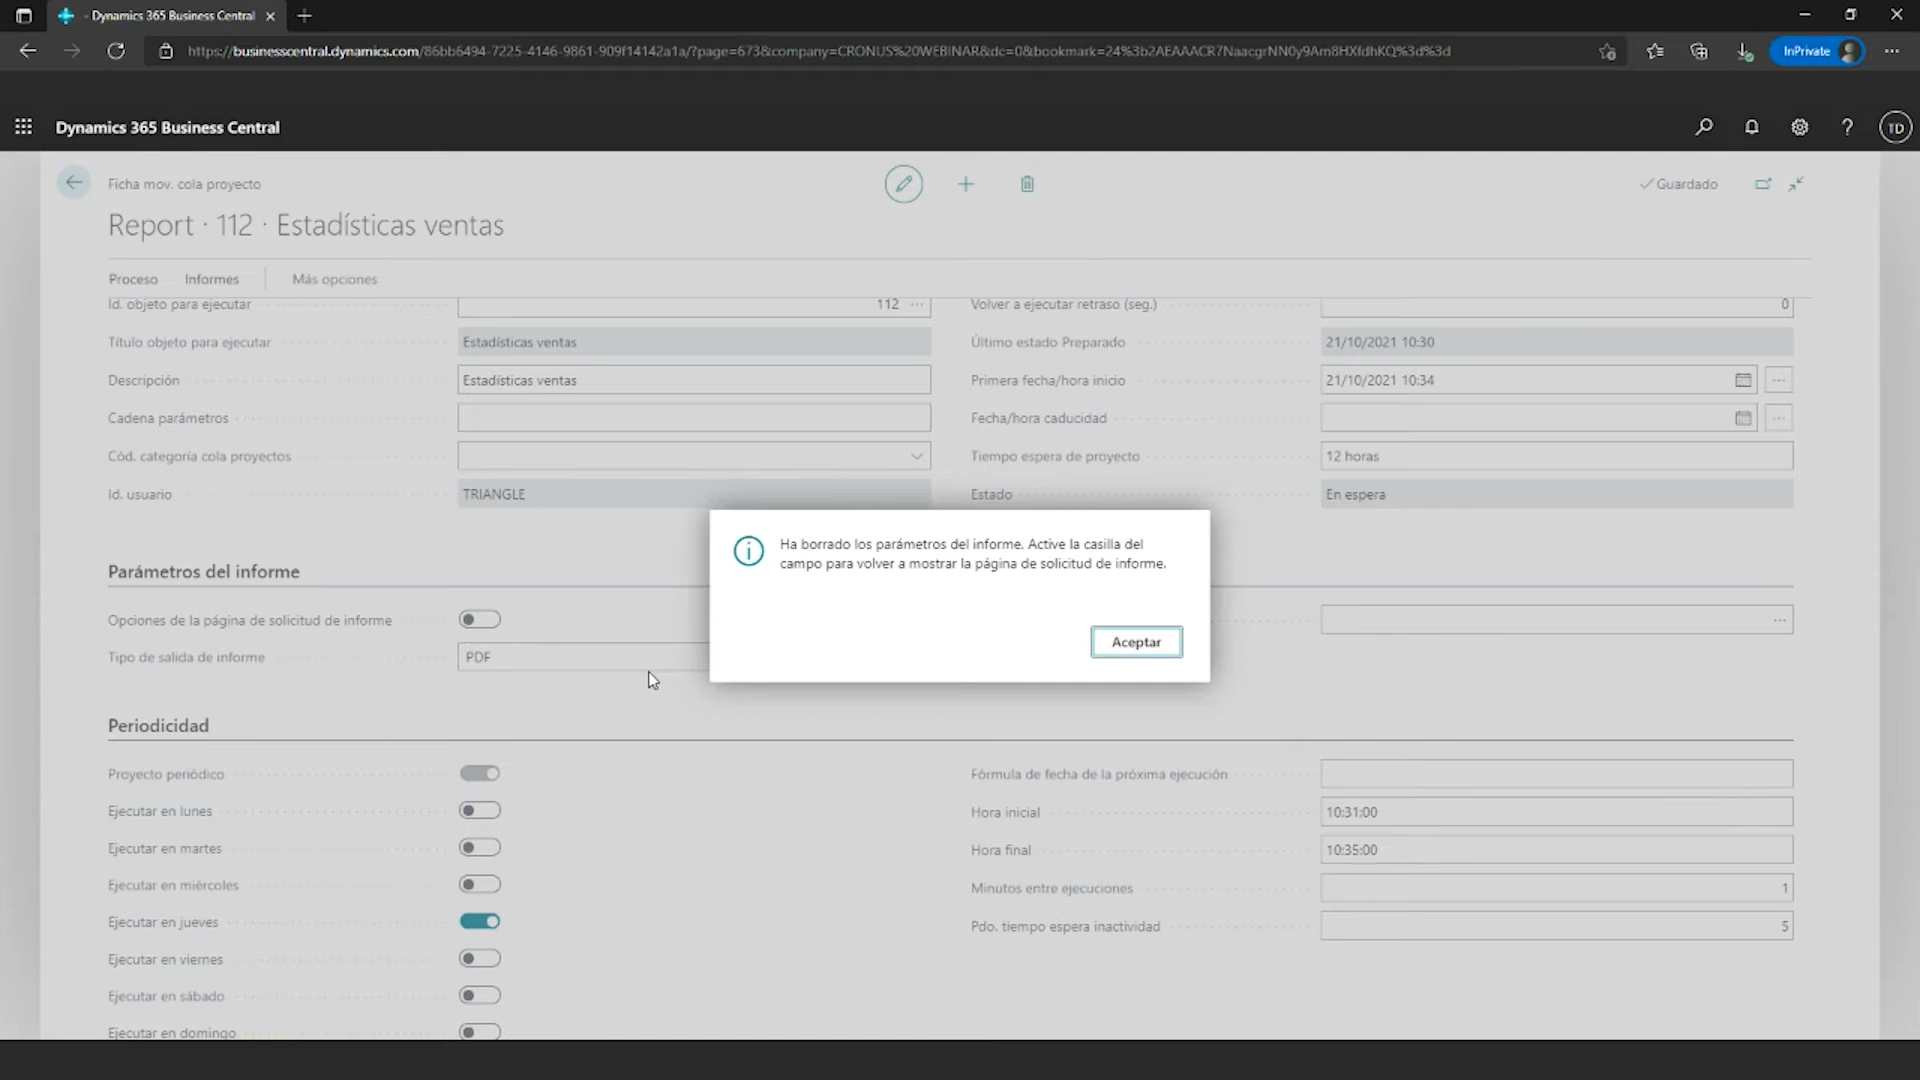 - Dynamics 365 Business Central
https://businesscentral.dynamics.com/86bb6494-7225-4146-9861-909f14142a1a/?page=673&company=CRONUS%20WEBINAR&dc=0&bookmark=24%3b2AEAAACR7NaacgrNN0y9Am8HXfdhKQ%3d%3d
InPrivate
Dynamics 365 Business Central
TD
Ficha mov. cola proyecto
Guardado
Report · 112 · Estadísticas ventas
Proceso Informes Más opciones
Id. objeto para ejecutar 112
Volver a ejecutar retraso (seg.) 0
Título objeto para ejecutar Estadísticas ventas
Último estado Preparado 21/10/2021 10:30
Descripción Estadísticas ventas
Primera fecha/hora inicio 21/10/2021 10:34
Cadena parámetros
Fecha/hora caducidad
Cód. categoría cola proyectos
Tiempo espera de proyecto 12 horas
Id. usuario TRIANGLE
Estado En espera
Ha borrado los parámetros del informe. Active la casilla del
campo para volver a mostrar la página de solicitud de informe.
Aceptar
Parámetros del informe
Opciones de la página de solicitud de informe
Tipo de salida de informe PDF
Periodicidad
Proyecto periódico
Fórmula de fecha de la próxima ejecución
Ejecutar en lunes
Hora inicial 10:31:00
Ejecutar en martes
Hora final 10:35:00
Ejecutar en miércoles
Minutos entre ejecuciones 1
Ejecutar en jueves
Pdo. tiempo espera inactividad 5
Ejecutar en viernes
Ejecutar en sábado
Ejecutar en domingo